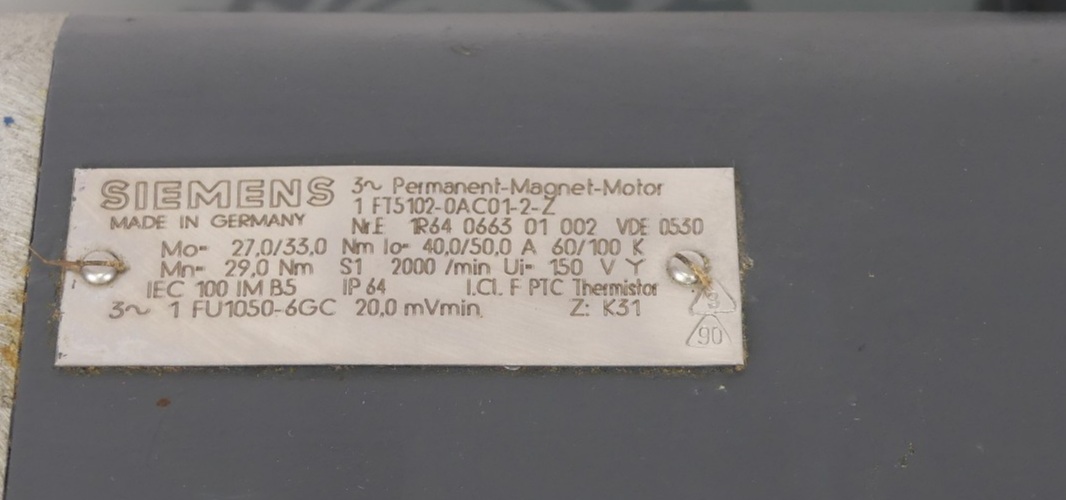 SIEMENS
3~ Permanent-Magnet-Motor
1 FT5102-0AC01-2-Z
MADE IN GERMANY
Nr.E 1R64 0663 01 002 VDE 0530
Mo= 27,0/33,0 Nm Io= 40,0/50,0 A 60/100 K
Mn= 29,0 Nm S1 2000 /min Ui= 150 V Y
IEC 100 IM B5 IP 64 I.Cl. F PTC Thermistor
3~ 1 FU1050-6GC 20,0 mVmin Z: K31
90